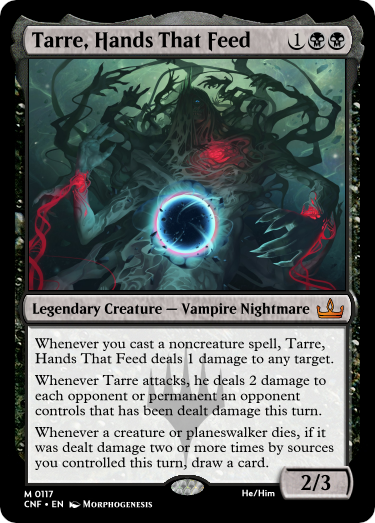 Tarre, Hands That Feed 1
Legendary Creature — Vampire Nightmare
Whenever you cast a noncreature spell, Tarre,
Hands That Feed deals 1 damage to any target.
Whenever Tarre attacks, he deals 2 damage to
each opponent or permanent an opponent
controls that has been dealt damage this turn.
Whenever a creature or planeswalker dies, if it
was dealt damage two or more times by sources
you controlled this turn, draw a card.
2/3
M 0117
CNF • EN Morphogenesis
He/Him